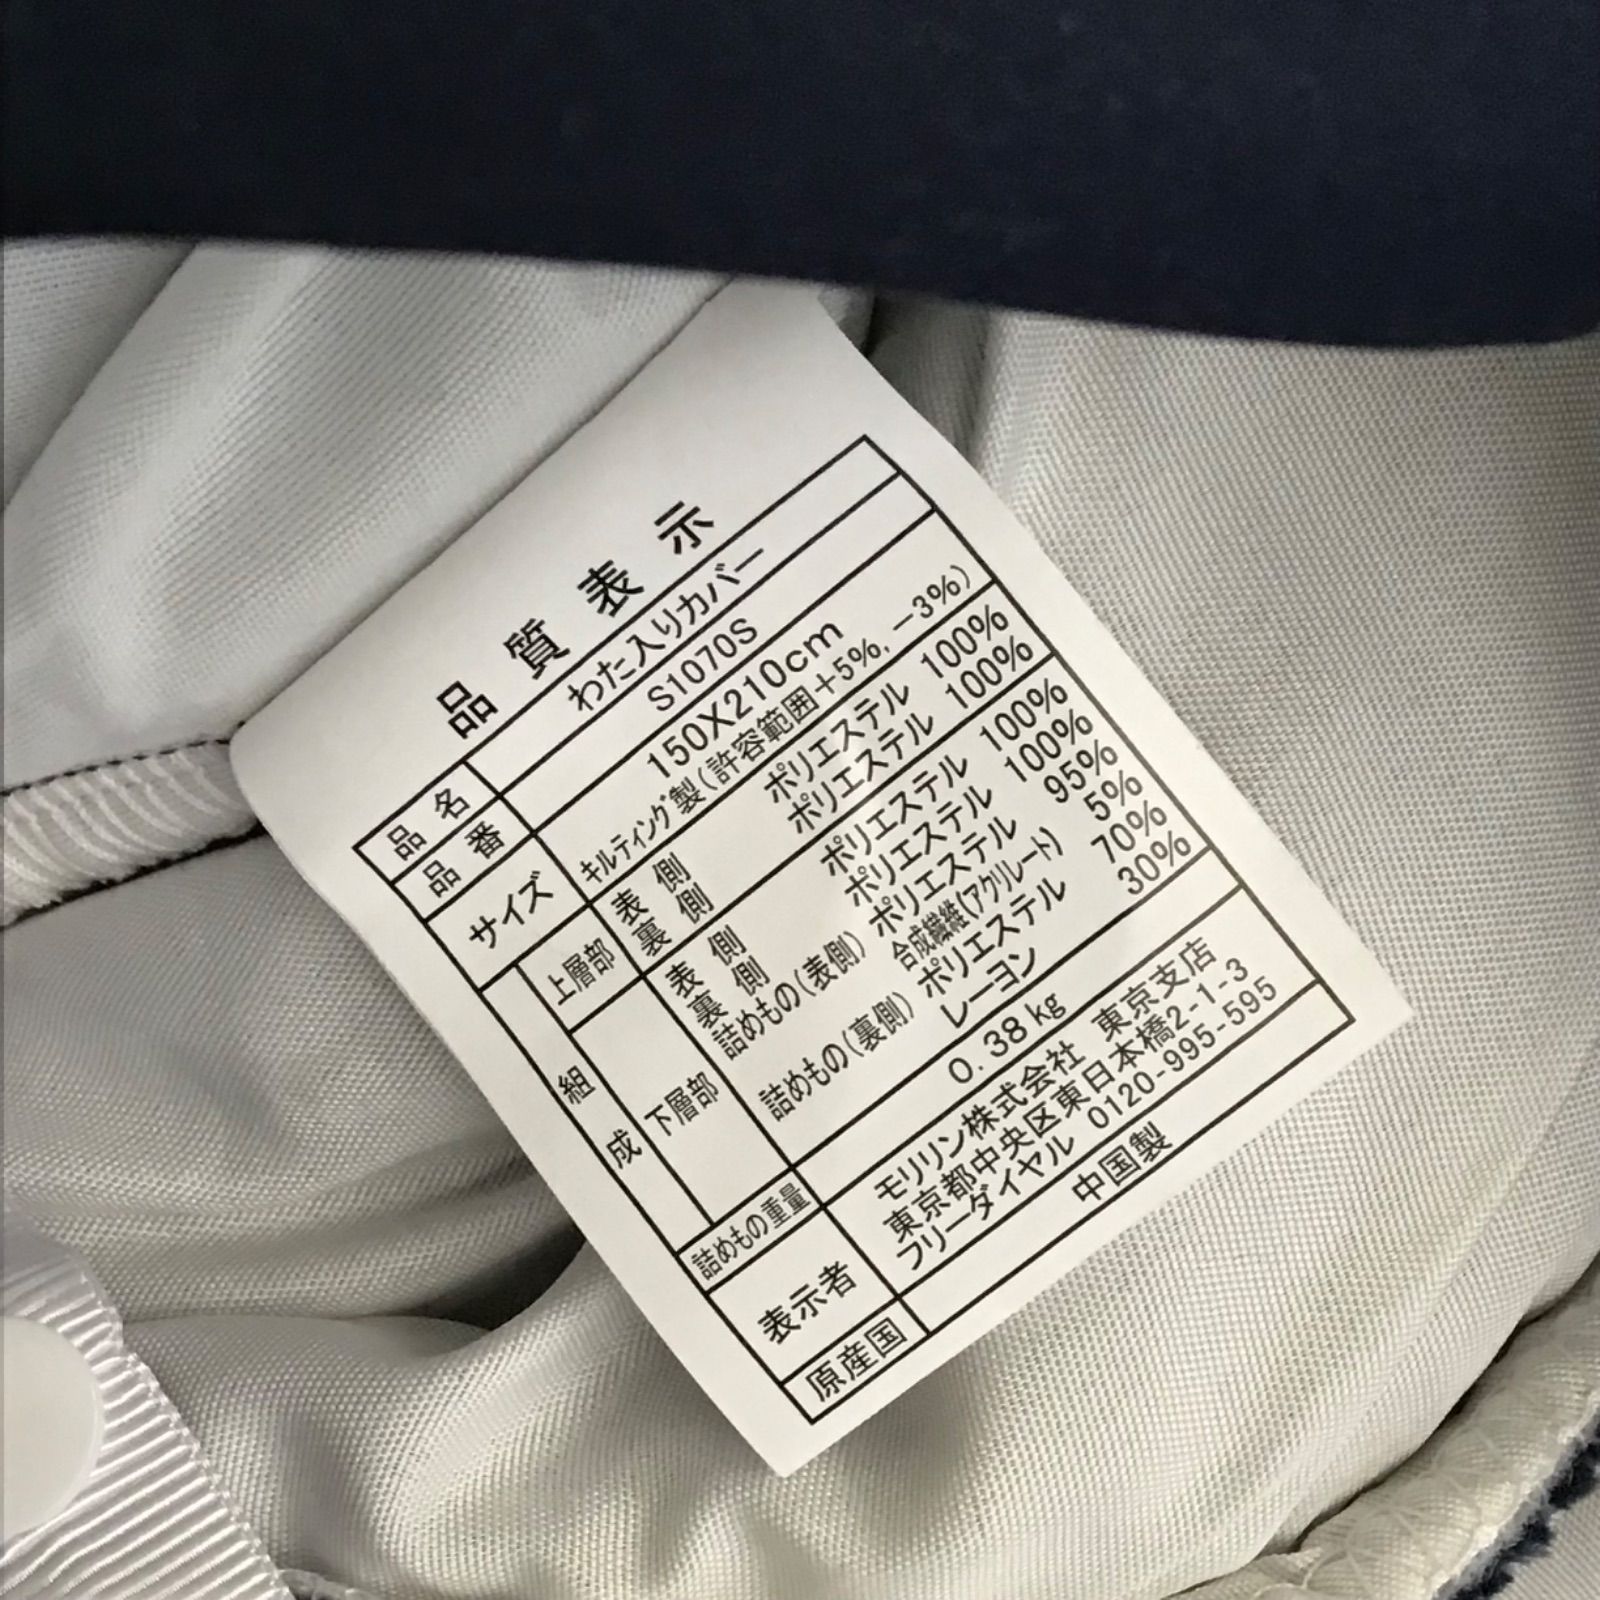 品質表示
品名 わた入りカバー
品番 S1070S
サイズ 150X210cm
キルティング製(許容範囲+5%, -3%)
組成 上層部 表側 ポリエステル 100%
裏側 ポリエステル 100%
下層部 表側 ポリエステル 100%
裏側 ポリエステル 100%
詰めもの(表側) ポリエステル 95%
合成繊維(アクリレート) 5%
詰めもの(裏側) ポリエステル 70%
レーヨン 30%
詰めもの重量 0.38kg
表示者 モリリン株式会社 東京支店
東京都中央区東日本橋2-1-3
フリーダイヤル 0120-995-595
原産国 中国製